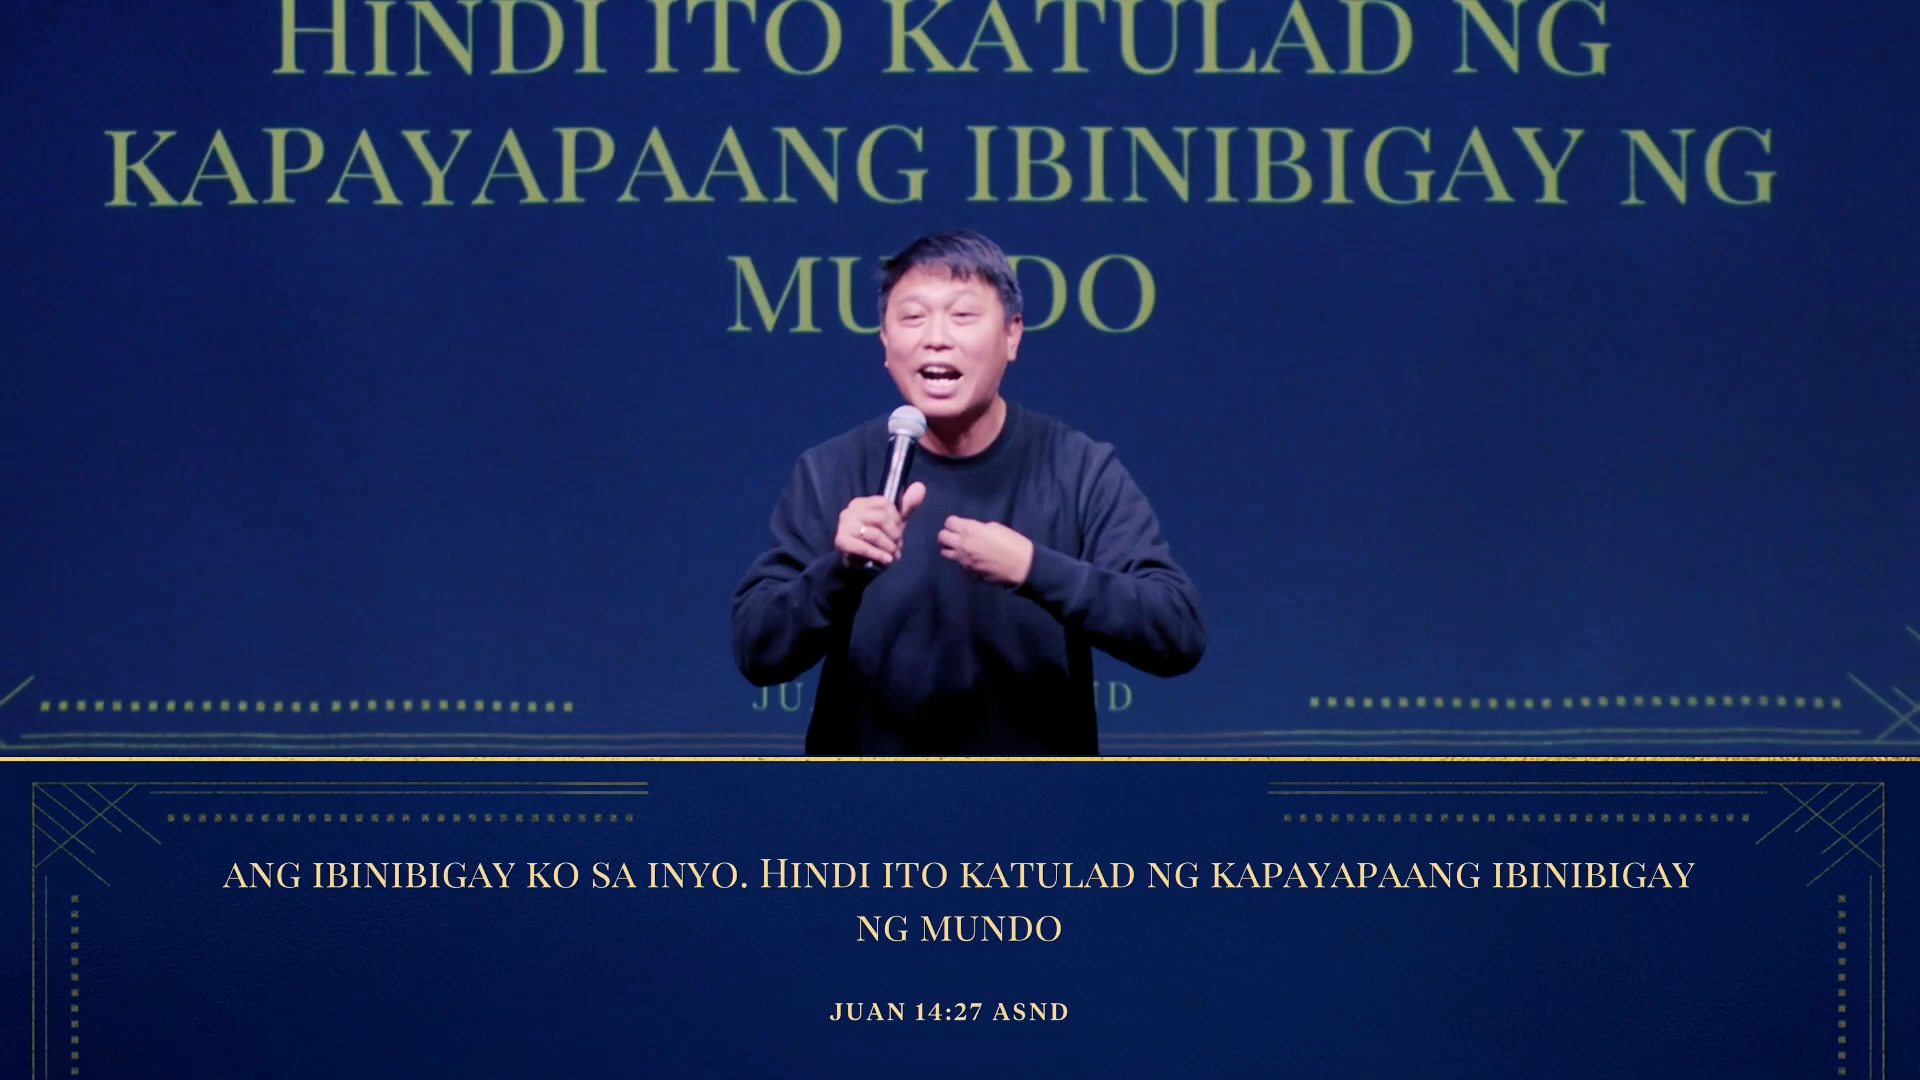 Hindi ito katulad ng
kapayapaang ibinibigay ng
ang ibinibigay ko sa inyo. Hindi ito katulad ng kapayapaang ibinibigay
ng mundo
JUAN 14:27 ASND